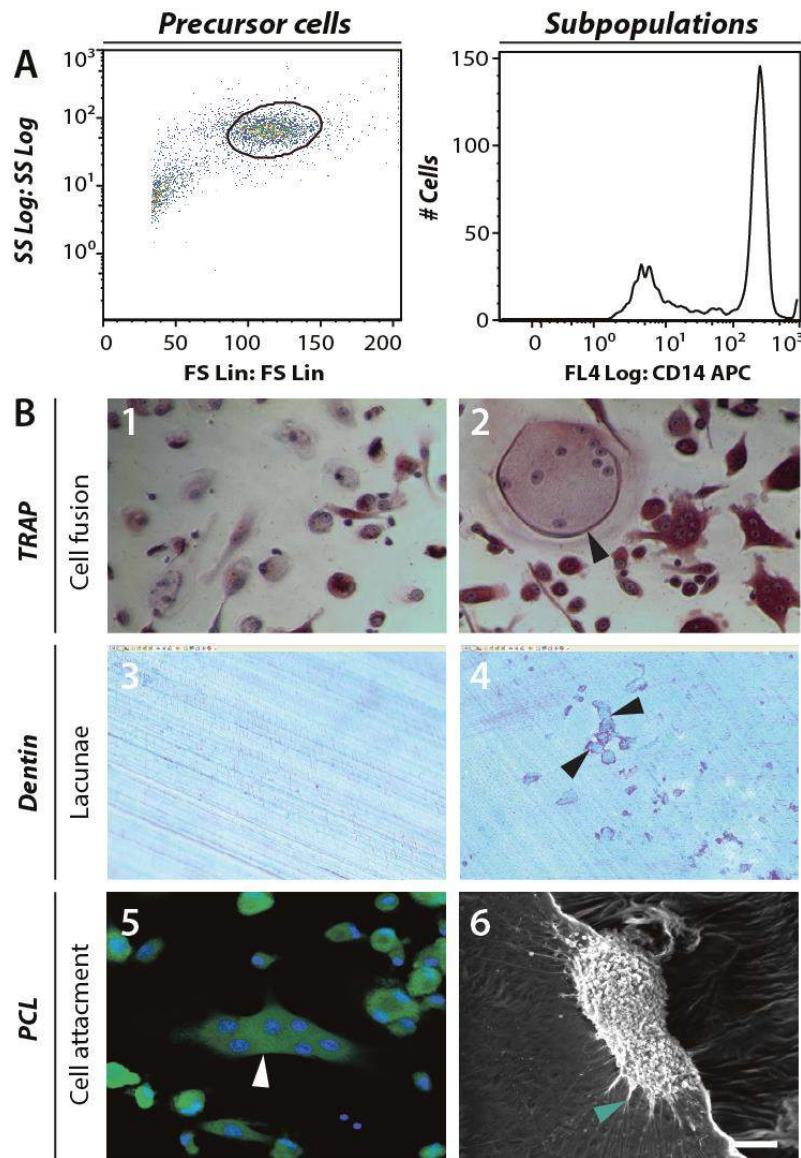 Precursor cells
Subpopulations
A
10³
10²
10¹
10⁰
SS Log: SS Log
0 50 100 150 200
FS Lin: FS Lin
150
100
50
0
# Cells
0 10⁰ 10¹ 10² 10³
FL4 Log: CD14 APC
B
TRAP
Cell fusion
1
2
Dentin
Lacunae
3
4
PCL
Cell attacment
5
6